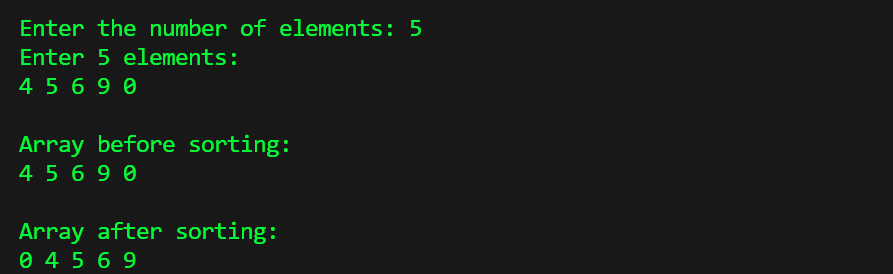 Enter the number of elements: 5
Enter 5 elements:
4 5 6 9 0
Array before sorting:
4 5 6 9 0
Array after sorting:
0 4 5 6 9